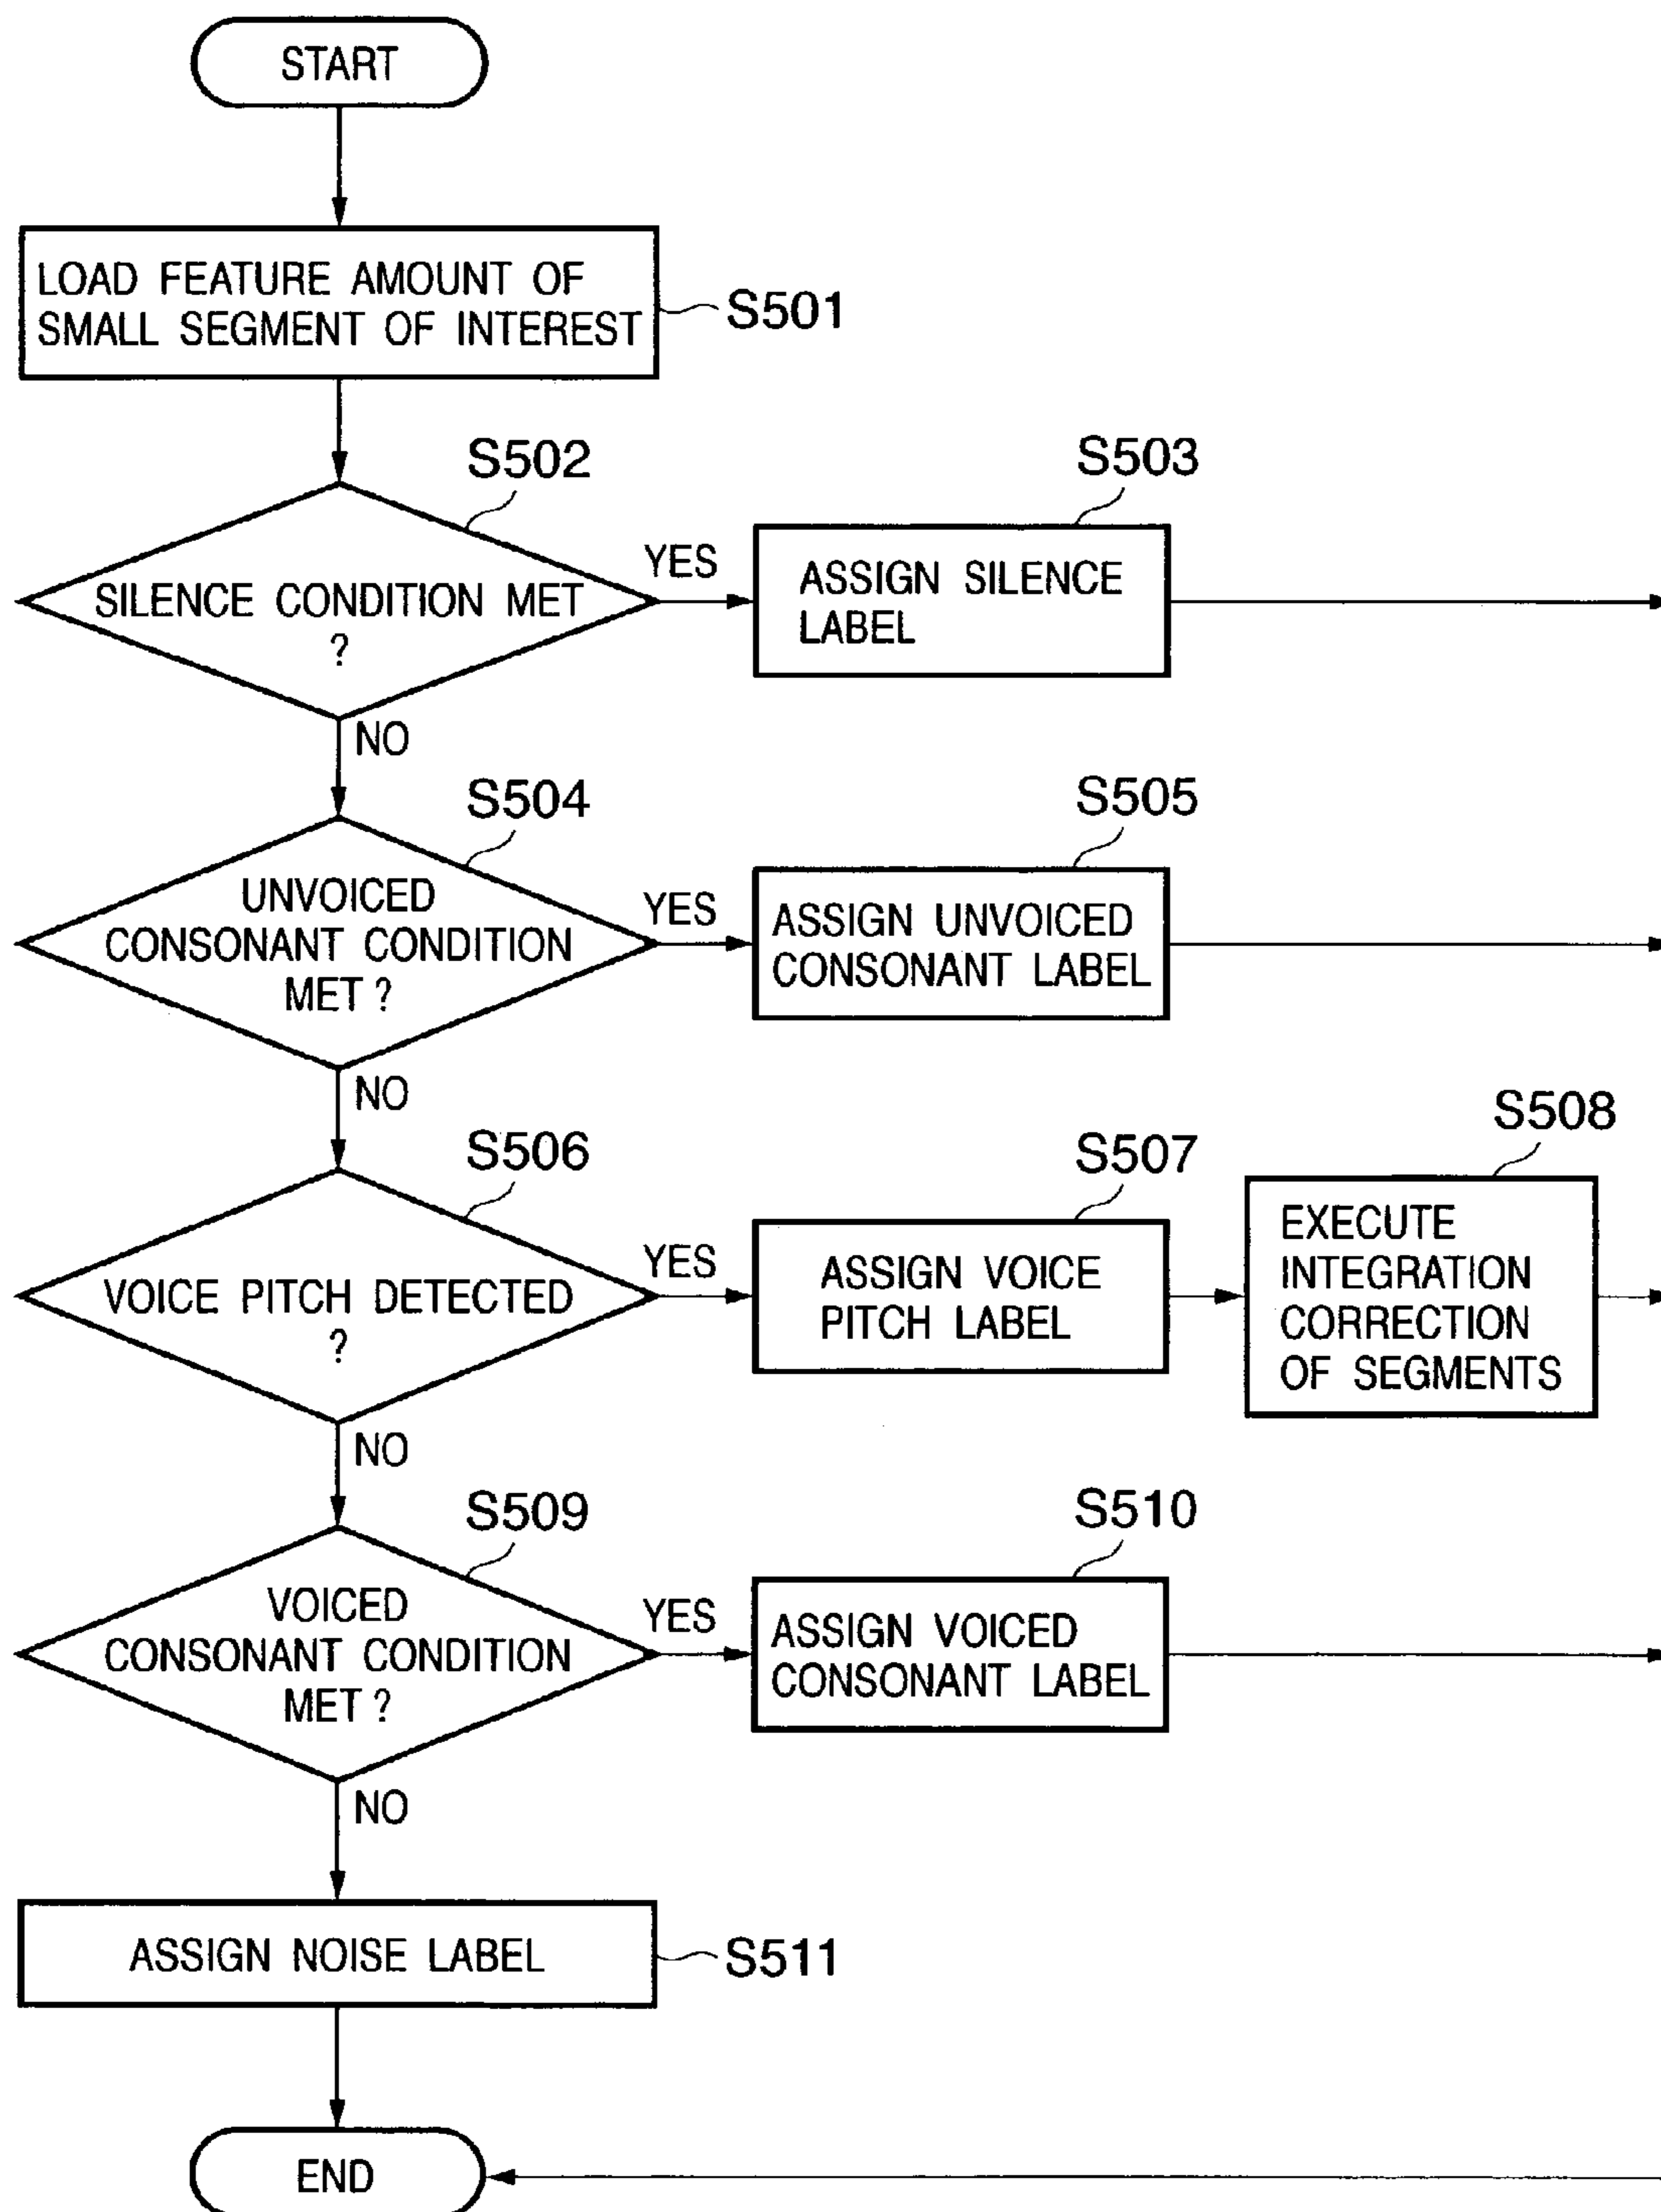 START
LOAD FEATURE AMOUNT OF
SMALL SEGMENT OF INTEREST
S501
S502
SILENCE CONDITION MET
?
YES
NO
S503
ASSIGN SILENCE
LABEL
S504
UNVOICED
CONSONANT CONDITION
MET ?
YES
NO
S505
ASSIGN UNVOICED
CONSONANT LABEL
S506
VOICE PITCH DETECTED
?
YES
NO
S507
ASSIGN VOICE
PITCH LABEL
S508
EXECUTE
INTEGRATION
CORRECTION
OF SEGMENTS
S509
VOICED
CONSONANT CONDITION
MET ?
YES
NO
S510
ASSIGN VOICED
CONSONANT LABEL
ASSIGN NOISE LABEL
S511
END